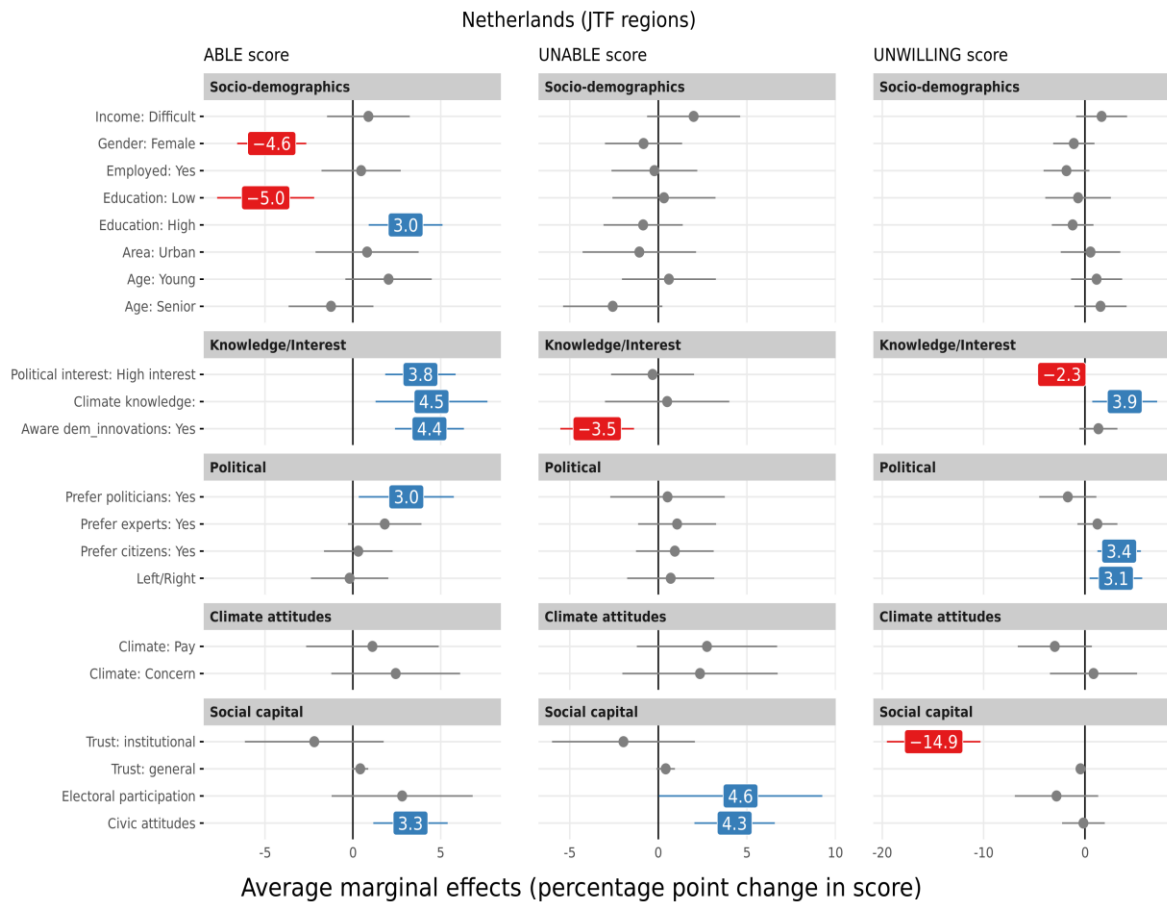 Netherlands (JTF regions)
ABLE score UNABLE score UNWILLING score
Socio-demographics Socio-demographics Socio-demographics
Income: Difficult
Gender: Female −4.6
Employed: Yes
Education: Low −5.0
Education: High 3.0
Area: Urban
Age: Young
Age: Senior
Knowledge/Interest Knowledge/Interest Knowledge/Interest
Political interest: High interest 3.8 −2.3
Climate knowledge: 4.5 3.9
Aware dem_innovations: Yes 4.4 −3.5
Political Political Political
Prefer politicians: Yes 3.0
Prefer experts: Yes
Prefer citizens: Yes 3.4
Left/Right 3.1
Climate attitudes Climate attitudes Climate attitudes
Climate: Pay
Climate: Concern
Social capital Social capital Social capital
Trust: institutional −14.9
Trust: general
Electoral participation 4.6
Civic attitudes 3.3 4.3
-5 0 5 -5 0 5 10 -20 -10 0
Average marginal effects (percentage point change in score)